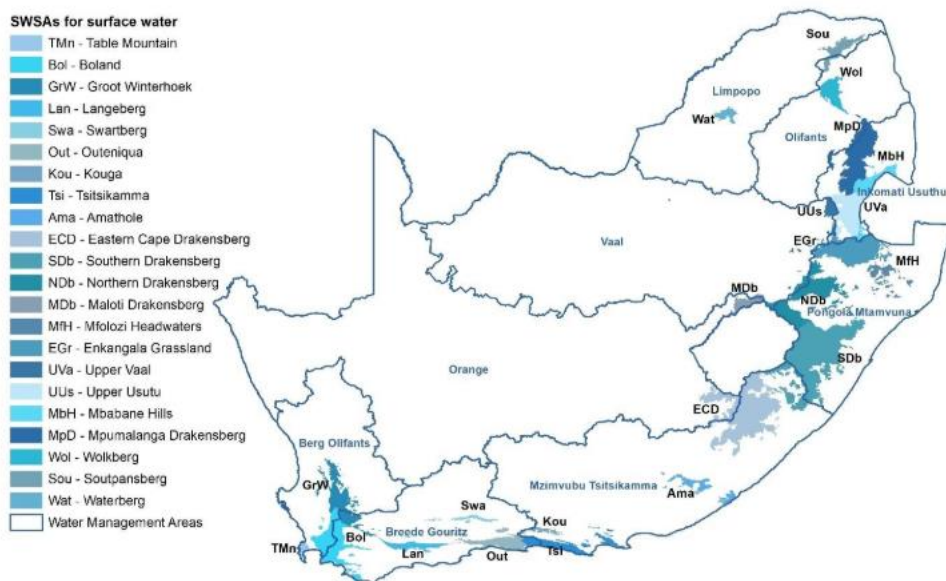 SWSAs for surface water
TMn - Table Mountain
Bol - Boland
GrW - Groot Winterhoek
Lan - Langeberg
Swa - Swartberg
Out - Outeniqua
Kou - Kouga
Tsi - Tsitsikamma
Ama - Amathole
ECD - Eastern Cape Drakensberg
SDb - Southern Drakensberg
NDb - Northern Drakensberg
MDb - Maloti Drakensberg
MfH - Mfolozi Headwaters
EGr - Enkangala Grassland
UVa - Upper Vaal
UUs - Upper Usutu
MbH - Mbabane Hills
MpD - Mpumalanga Drakensberg
Wol - Wolkberg
Sou - Soutpansberg
Wat - Waterberg
Water Management Areas
Sou
Wol
Limpopo
Wat
Olifants
MpD
MbH
Inkomati Usuthu
UUs
UVa
Vaal
EGr
MfH
MDb
NDb
Pongola Mtamvuna
SDb
Orange
ECD
Berg Olifants
GrW
Mzimvubu Tsitsikamma
Ama
Swa
Kou
Breede Gouritz
Bol
TMn
Lan
Out
Tsi